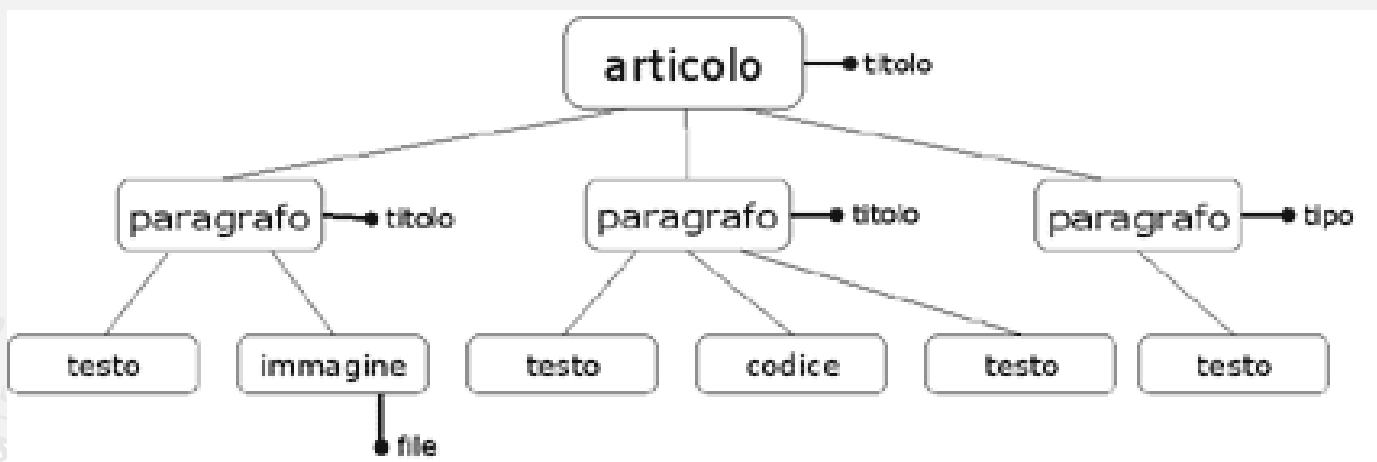 articolo titolo
paragrafo titolo paragrafo titolo paragrafo tipo
testo immagine testo codice testo testo
file